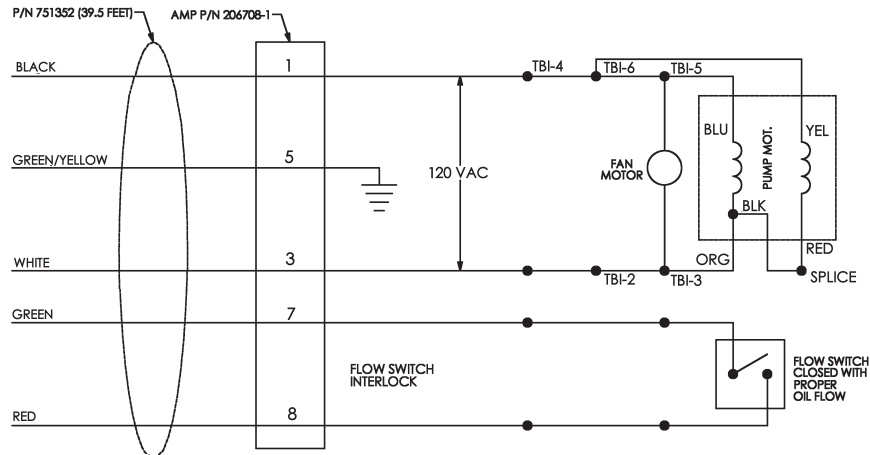 P/N 751352 (39.5 FEET)
AMP P/N 206708-1
BLACK
1
TBI-4
TBI-6
TBI-5
BLU
YEL
PUMP MOT.
GREEN/YELLOW
5
120 VAC
FAN
MOTOR
BLK
WHITE
3
TBI-2
TBI-3
ORG
RED
SPLICE
GREEN
7
FLOW SWITCH
INTERLOCK
FLOW SWITCH
CLOSED WITH
PROPER
OIL FLOW
RED
8